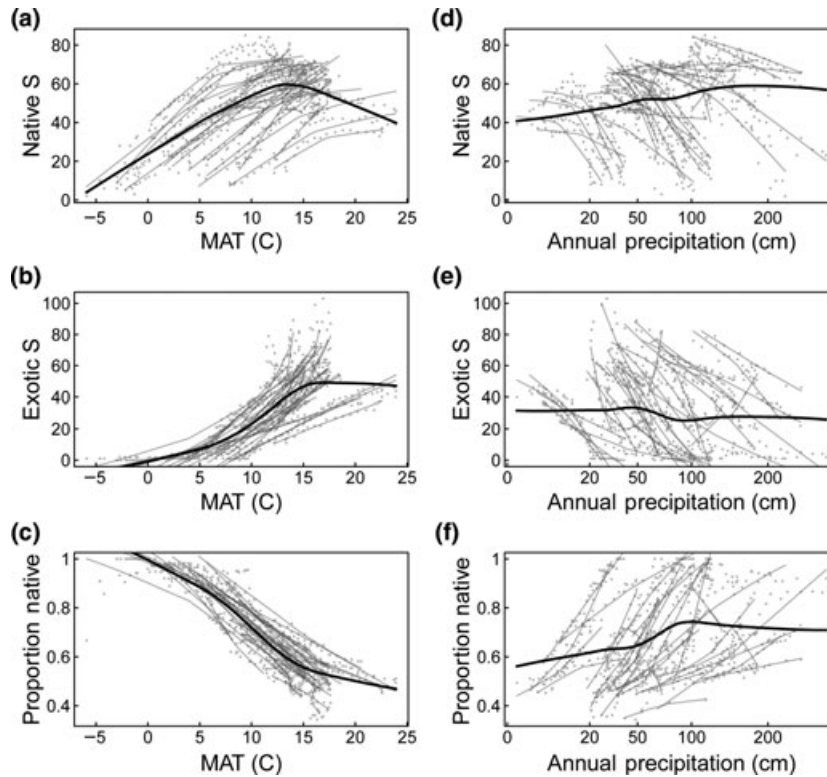 (a)
Native S
80
60
40
20
0
−5 0 5 10 15 20 25
MAT (C)
(d)
Native S
80
60
40
20
0
0 20 50 100 200
Annual precipitation (cm)
(b)
Exotic S
100
80
60
40
20
0
−5 0 5 10 15 20 25
MAT (C)
(e)
Exotic S
100
80
60
40
20
0
0 20 50 100 200
Annual precipitation (cm)
(c)
Proportion native
1
0.8
0.6
0.4
−5 0 5 10 15 20 25
MAT (C)
(f)
Proportion native
1
0.8
0.6
0.4
0 20 50 100 200
Annual precipitation (cm)